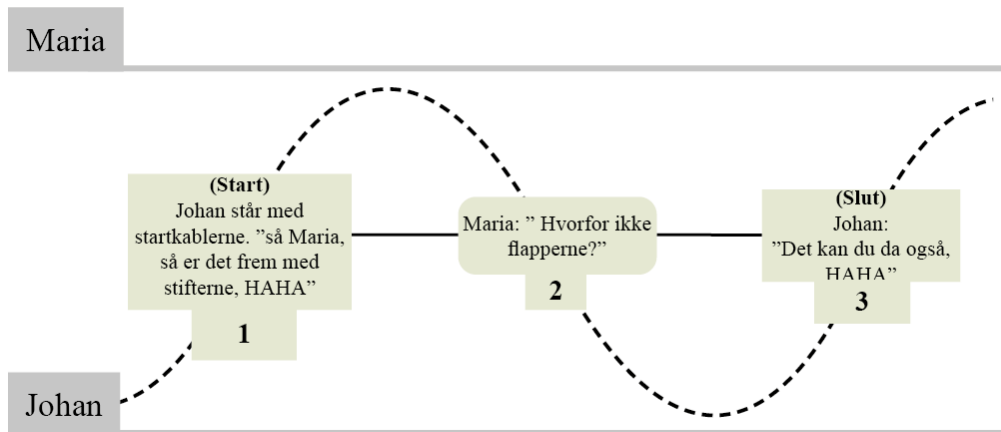 Maria
(Start)
Johan står med
startkablerne. ”så Maria,
så er det frem med
stifterne, HAHA”
1
Maria: ” Hvorfor ikke
flapperne?”
2
(Slut)
Johan:
”Det kan du da også,
HAHA”
3
Johan